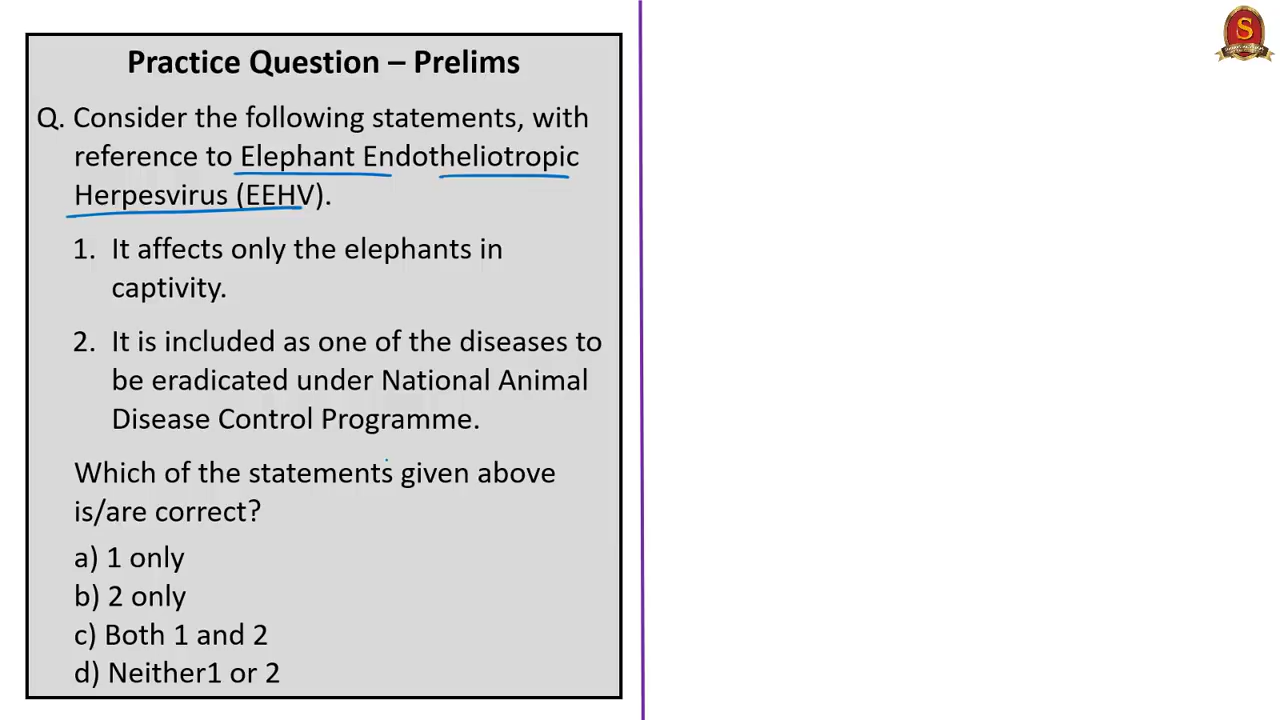 Practice Question – Prelims
Q. Consider the following statements, with
reference to Elephant Endotheliotropic
Herpesvirus (EEHV).
1. It affects only the elephants in
captivity.
2. It is included as one of the diseases to
be eradicated under National Animal
Disease Control Programme.
Which of the statements given above
is/are correct?
a) 1 only
b) 2 only
c) Both 1 and 2
d) Neither1 or 2
S